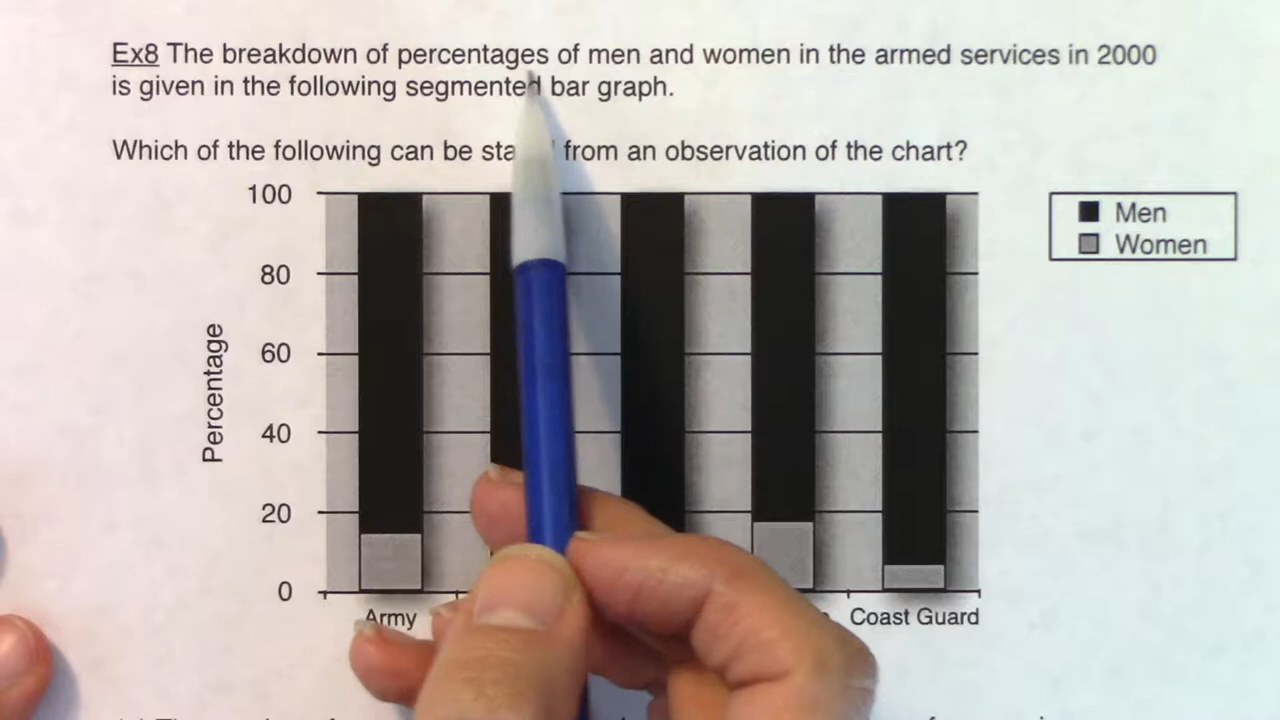 Ex8 The breakdown of percentages of men and women in the armed services in 2000
is given in the following segmented bar graph.
Which of the following can be from an observation of the chart?
100
80
60
40
20
0
Percentage
Men
Women
Army
Coast Guard